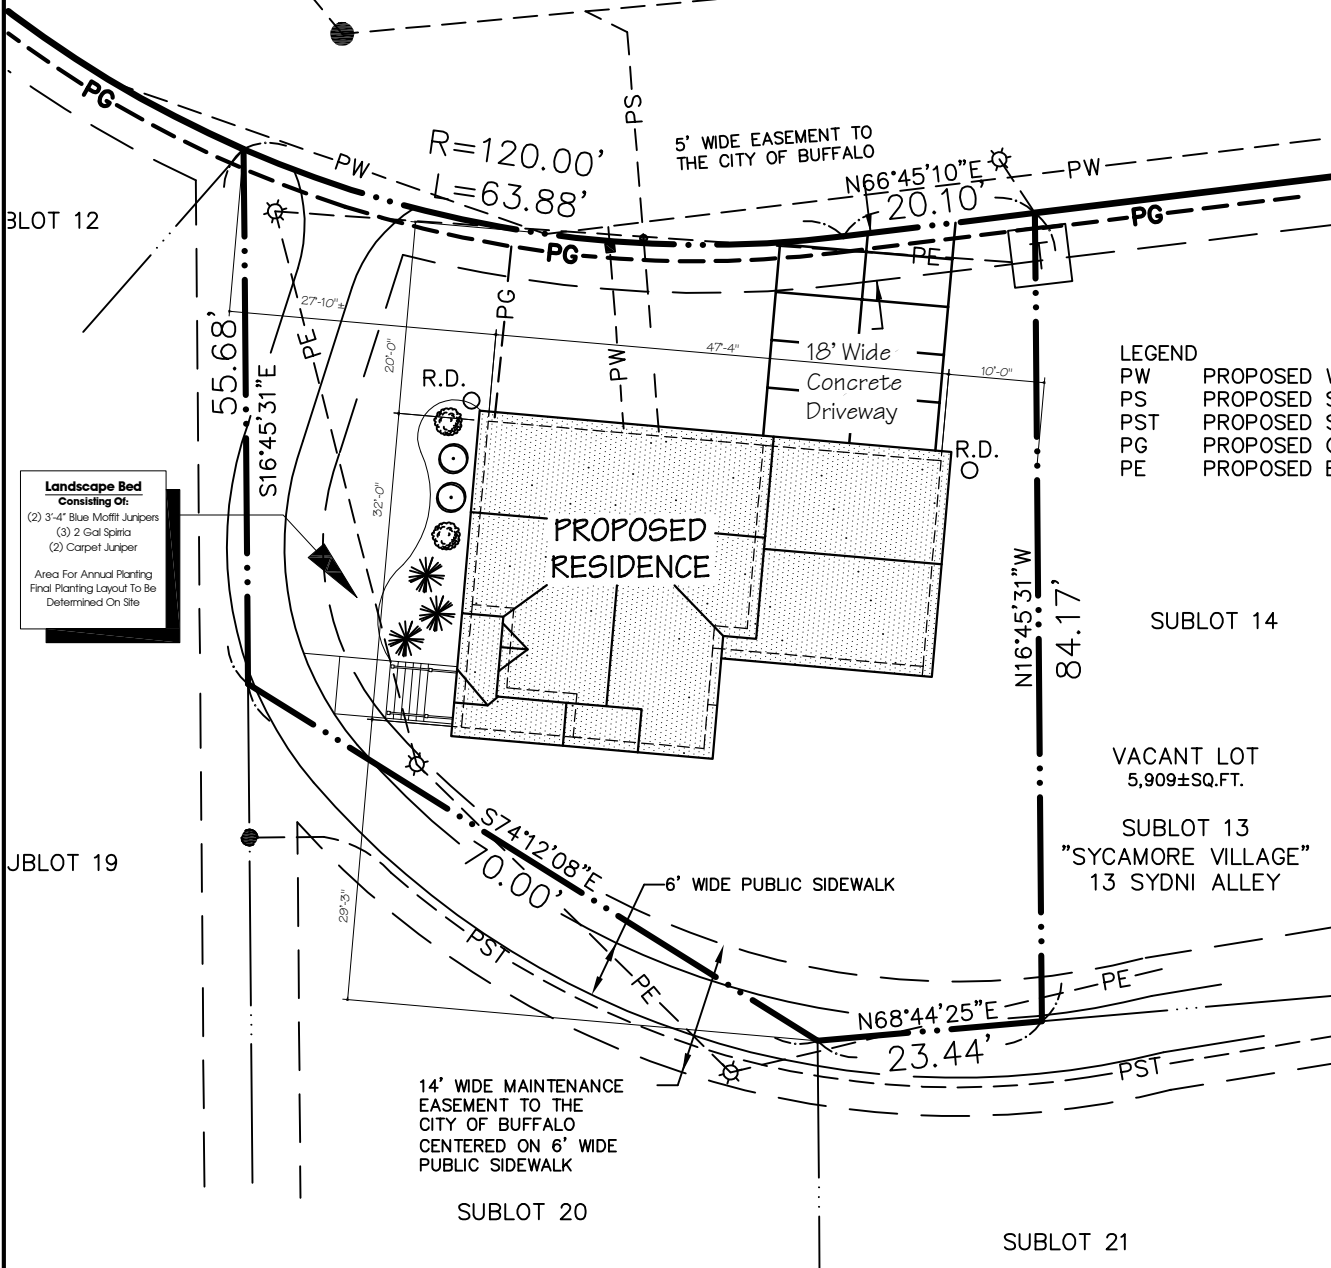 PG
PW
R=120.00'
L=63.88'
PS
5' WIDE EASEMENT TO
THE CITY OF BUFFALO
N66°45'10"E
20.10'
PW
PG
PE
PG
12
27'-10"±
PE
PG
PW
20'-0"
47'-4"
10'-0"
18' Wide
Concrete
Driveway
R.D.
R.D.
55.68'
S16°45'31"E
32'-0"
LEGEND
PW PROPOSED
PS PROPOSED
PST PROPOSED
PG PROPOSED
PE PROPOSED
Landscape Bed
Consisting Of:
(2) 3'-4" Blue Moffit Junipers
(3) 2 Gal Spirria
(2) Carpet Juniper
Area For Annual Planting
Final Planting Layout To Be
Determined On Site
PROPOSED
RESIDENCE
N16°45'31"W
84.17'
SUBLOT 14
VACANT LOT
5,909±SQ.FT.
SUBLOT 13
"SYCAMORE VILLAGE"
13 SYDNI ALLEY
19
S74°12'08"E
70.00'
6' WIDE PUBLIC SIDEWALK
29'-3"
PST
PE
PE
N68°44'25"E
23.44'
PST
14' WIDE MAINTENANCE
EASEMENT TO THE
CITY OF BUFFALO
CENTERED ON 6' WIDE
PUBLIC SIDEWALK
SUBLOT 20
SUBLOT 21